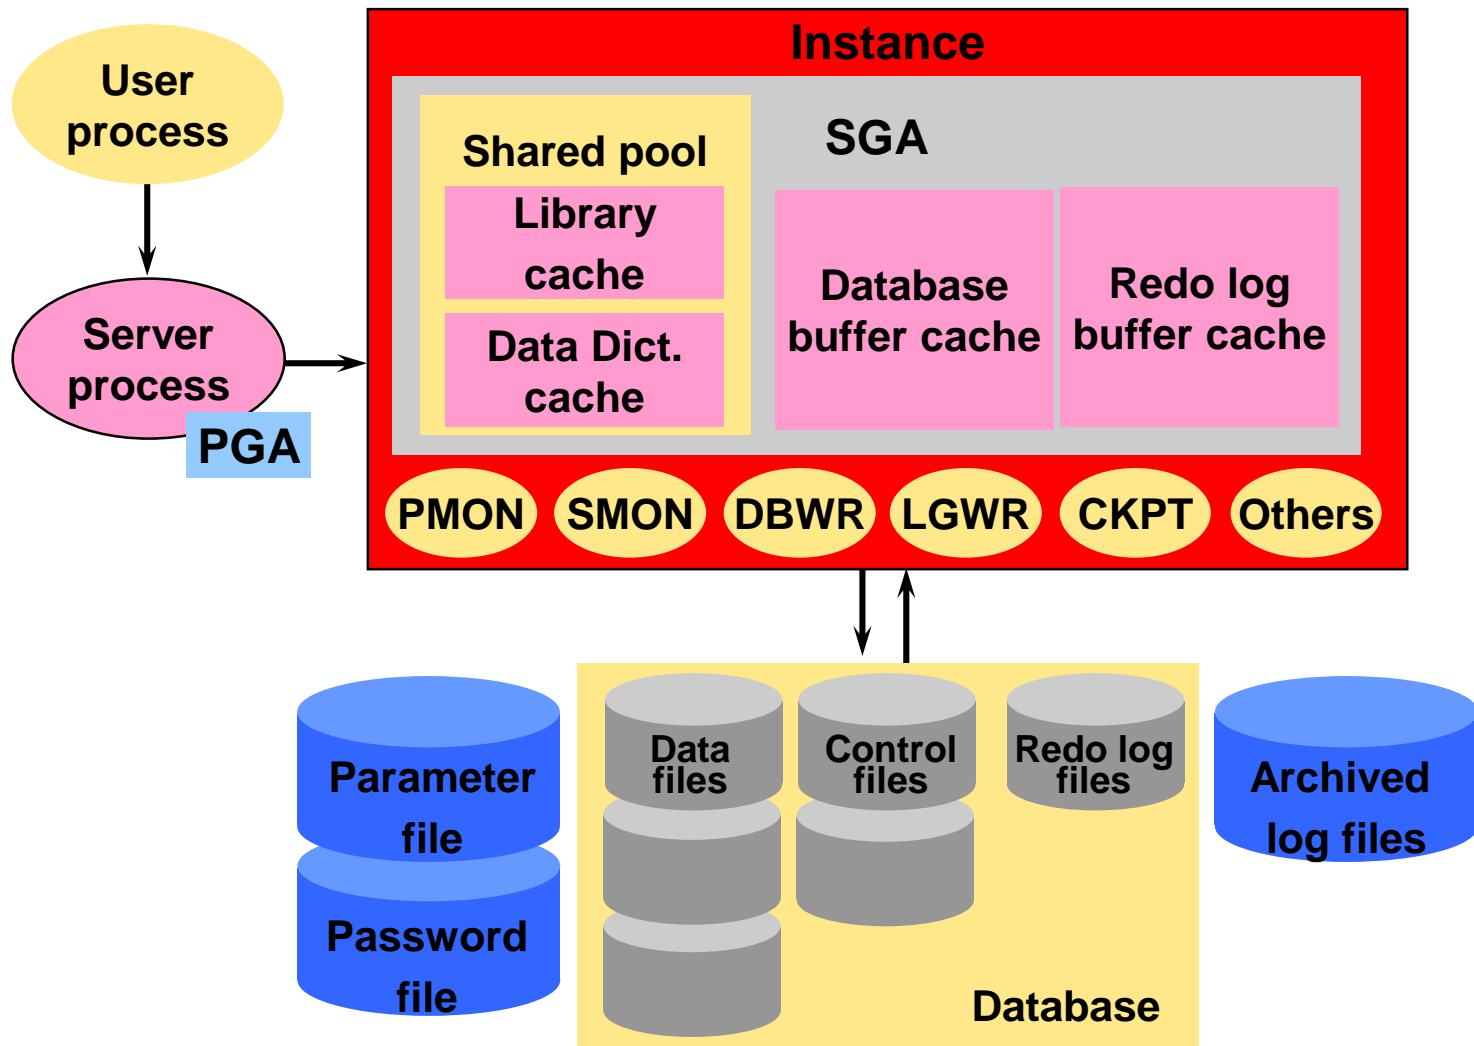 Instance
User
process
SGA
Shared pool
Library
cache
Data Dict.
cache
Database
buffer cache
Redo log
buffer cache
Server
process
PGA
PMON
SMON
DBWR
LGWR
CKPT
Others
Parameter
file
Password
file
Data
files
Control
files
Redo log
files
Database
Archived
log files